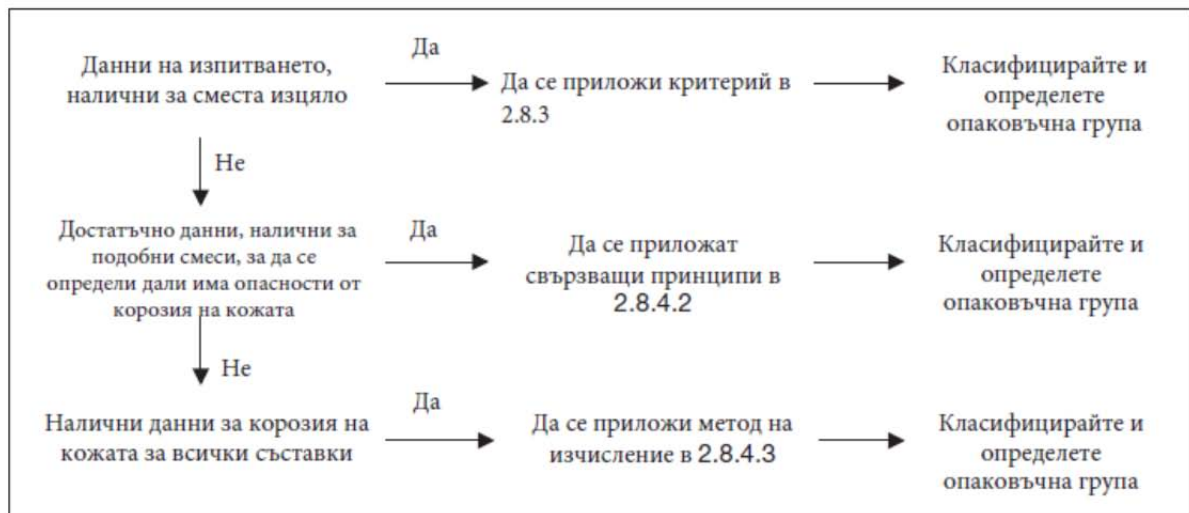 Да
Данни на изпитването,
налични за сместа изцяло
Да се приложи критерий в
2.8.3
Класифицирайте и
определете
опаковъчна група
Не
Достатъчно данни, налични за
подобни смеси, за да се
определи дали има опасности от
корозия на кожата
Да
Да се приложат
свързващи принципи в
2.8.4.2
Класифицирайте и
определете
опаковъчна група
Не
Налични данни за корозия на
кожата за всички съставки
Да
Да се приложи метод на
изчисление в 2.8.4.3
Класифицирайте и
определете
опаковъчна група